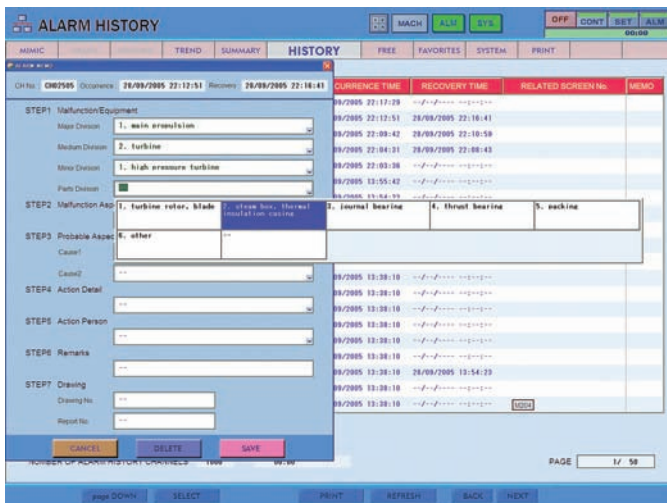 ALARM HISTORY
MACH ALM SYS. OFF CONT SET ALM
00:00
MIMIC TREND SUMMARY HISTORY FREE FAVORITES SYSTEM PRINT
CH No. CH02505 Occurrence 28/09/2005 22:12:51 Recovery 28/09/2005 22:16:41
CURRENCE TIME RECOVERY TIME RELATED SCREEN No. MEMO
STEP1 Malfunction/Equipment
Major Division 1. main propulsion
Medium Division 2. turbine
Minor Division 1. high pressure turbine
Parts Division
09/2005 22:17:29 --/--/---- --:--:--
09/2005 22:12:51 28/09/2005 22:16:41
09/2005 22:09:42 28/09/2005 22:10:59
09/2005 22:04:31 28/09/2005 22:08:43
09/2005 22:03:36 --/--/---- --:--:--
09/2005 13:55:42 --/--/---- --:--:--
STEP2 Malfunction Asp
1. turbine rotor, blade
2. steam box, thermal insulation casing
3. journal bearing
4. thrust bearing
5. packing
6. other
--
STEP3 Probable Aspec
Cause1
Cause2 --
STEP4 Action Detail
--
STEP5 Action Person
--
STEP6 Remarks
--
STEP7 Drawing
Drawing No. --
Report No. --
09/2005 13:38:10 --/--/---- --:--:--
09/2005 13:38:10 --/--/---- --:--:--
09/2005 13:38:10 --/--/---- --:--:--
09/2005 13:38:10 --/--/---- --:--:--
09/2005 13:38:10 --/--/---- --:--:--
09/2005 13:38:10 28/09/2005 13:54:23
09/2005 13:38:10 --/--/---- --:--:--
09/2005 13:38:10 --/--/---- --:--:-- M204
CANCEL DELETE SAVE
NUMBER OF ALARM HISTORY CHANNELS 1000 00:00 PAGE 1/ 50
page DOWN SELECT PRINT REFRESH BACK NEXT